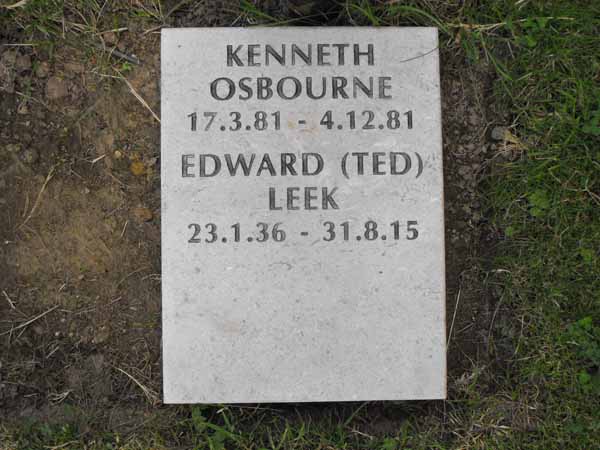 KENNETH
OSBOURNE
17.3.81 - 4.12.81
EDWARD (TED)
LEEK
23.1.36 - 31.8.15